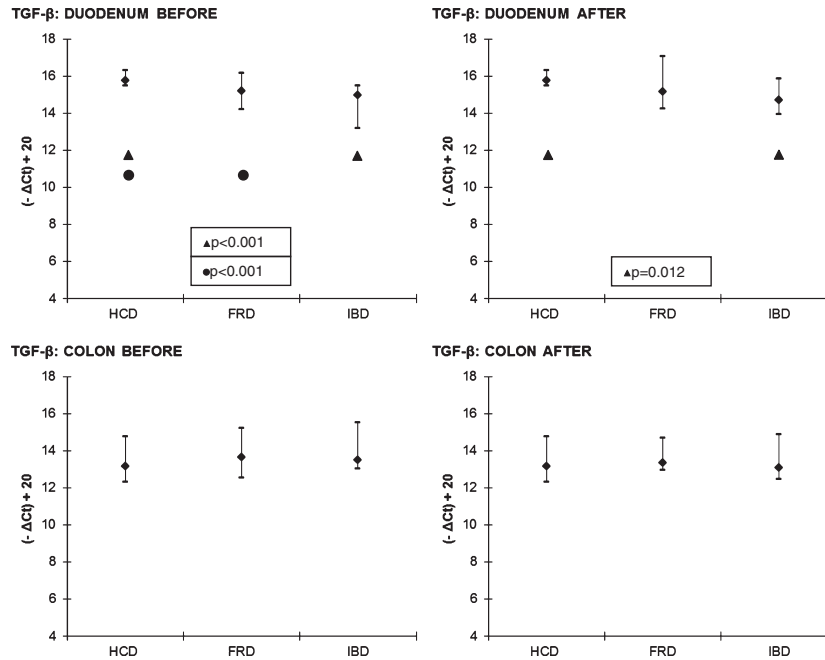 TGF-β: DUODENUM BEFORE
18
16
14
12
10
8
6
4
(- ΔCt) + 20
▲p<0.001
●p<0.001
HCD FRD IBD
TGF-β: DUODENUM AFTER
18
16
14
12
10
8
6
4
(- ΔCt) + 20
▲p=0.012
HCD FRD IBD
TGF-β: COLON BEFORE
18
16
14
12
10
8
6
4
(- ΔCt) + 20
HCD FRD IBD
TGF-β: COLON AFTER
18
16
14
12
10
8
6
4
(- ΔCt) + 20
HCD FRD IBD